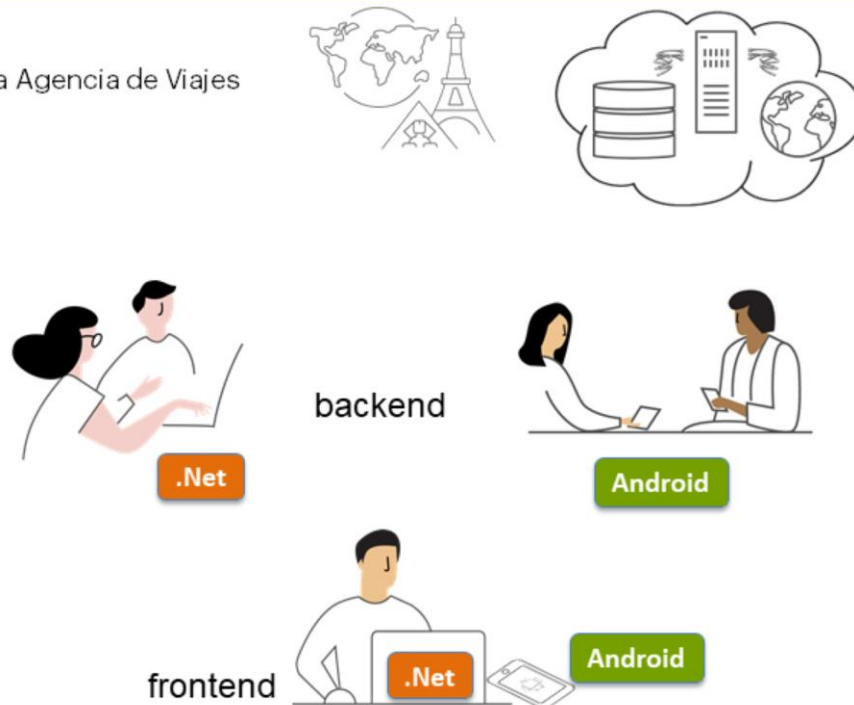 a Agencia de Viajes
backend
.Net
Android
Android
.Net
frontend